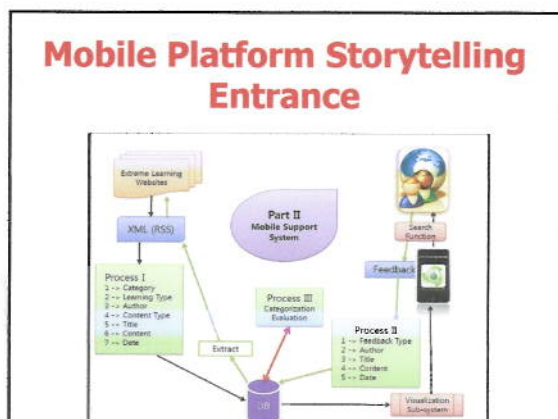 Mobile Platform Storytelling
Entrance
Extreme Learning
Websites
XML (RSS)
Part II
Mobile Support
System
Search
Function
Feedback
Process I
1 -> Category
2 -> Learning Type
3 -> Author
4 -> Content Type
5 -> Title
6 -> Content
7 -> Date
Process III
Categorization
Evaluation
Process II
1 -> Feedback Type
2 -> Author
3 -> Title
4 -> Content
5 -> Date
Extract
DB
Visualization
Sub-system